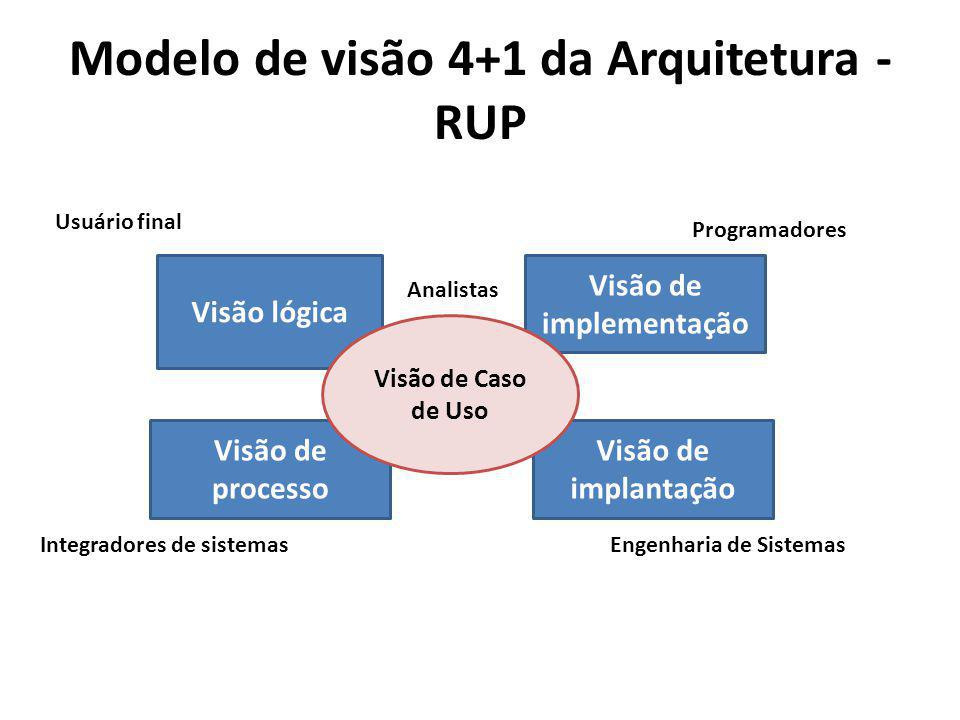 Modelo de visão 4+1 da Arquitetura -
RUP
Usuário final
Programadores
Visão lógica
Analistas
Visão de
implementação
Visão de Caso
de Uso
Visão de
processo
Visão de
implantação
Integradores de sistemas
Engenharia de Sistemas